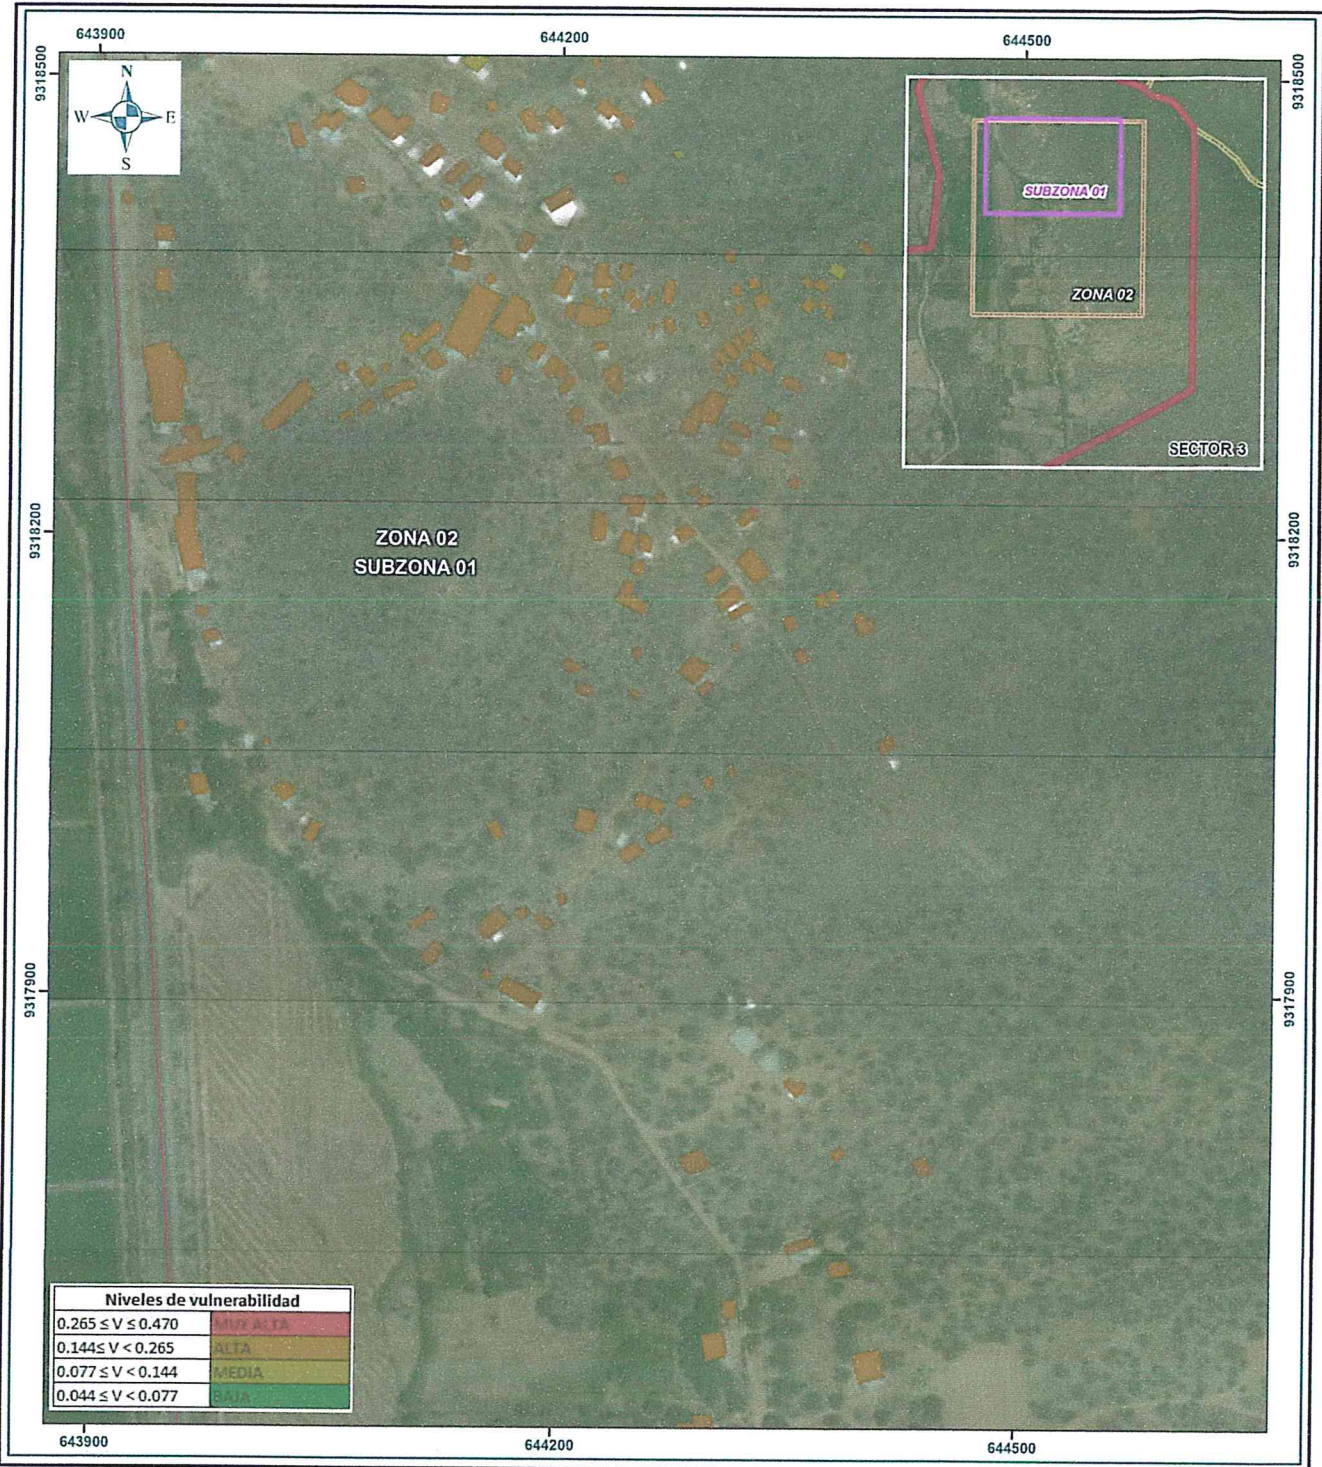 643900
644200
644500
9318500
9318500
N
W
E
S
SUBZONA 01
ZONA 02
SECTOR 3
9318200
9318200
ZONA 02
SUBZONA 01
9317900
9317900
Niveles de vulnerabilidad
0.265 ≤ V ≤ 0.470 MUY ALTA
0.144≤ V < 0.265 ALTA
0.077 ≤ V < 0.144 MEDIA
0.044 ≤ V < 0.077 BAJA
643900
644200
644500